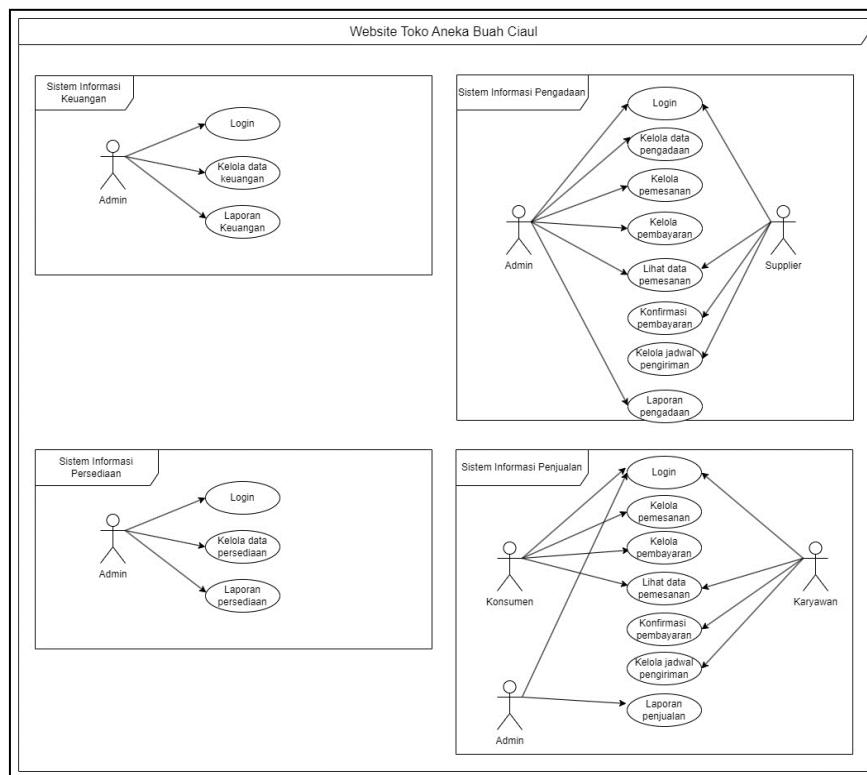 Website Toko Aneka Buah Ciaul
Sistem Informasi
Keuangan
Login
Kelola data
keuangan
Laporan
Keuangan
Admin
Sistem Informasi Pengadaan
Login
Kelola data
pengadaan
Kelola
pemesanan
Kelola
pembayaran
Lihat data
pemesanan
Konfirmasi
pembayaran
Kelola jadwal
pengiriman
Laporan
pengadaan
Admin
Supplier
Sistem Informasi
Persediaan
Login
Kelola data
persediaan
Laporan
persediaan
Admin
Sistem Informasi Penjualan
Login
Kelola
pemesanan
Kelola
pembayaran
Lihat data
pemesanan
Konfirmasi
pembayaran
Kelola jadwal
pengiriman
Laporan
penjualan
Konsumen
Karyawan
Admin